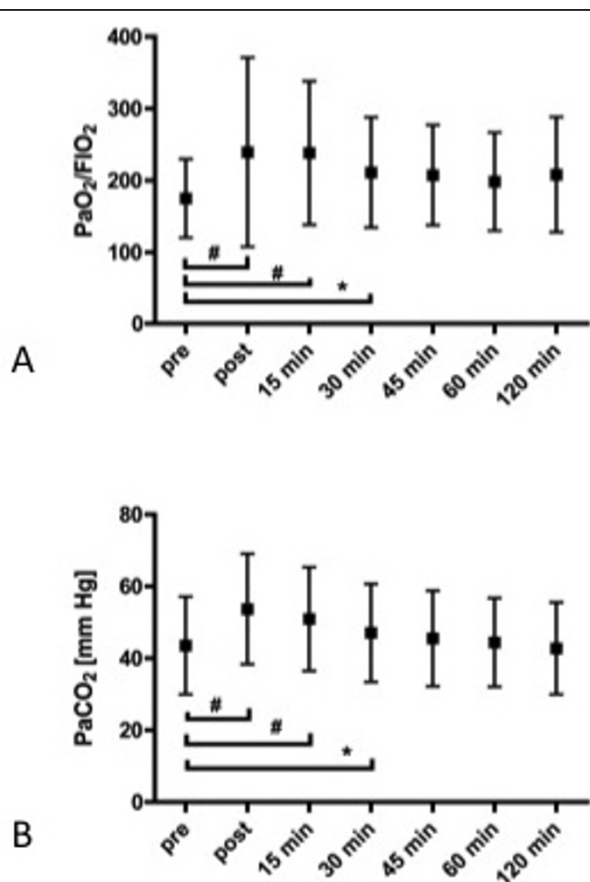 400
300
200
100
0
PaO₂/FIO₂
#
#
*
pre
post
15 min
30 min
45 min
60 min
120 min
A
80
60
40
20
0
PaCO₂ [mm Hg]
#
#
*
pre
post
15 min
30 min
45 min
60 min
120 min
B